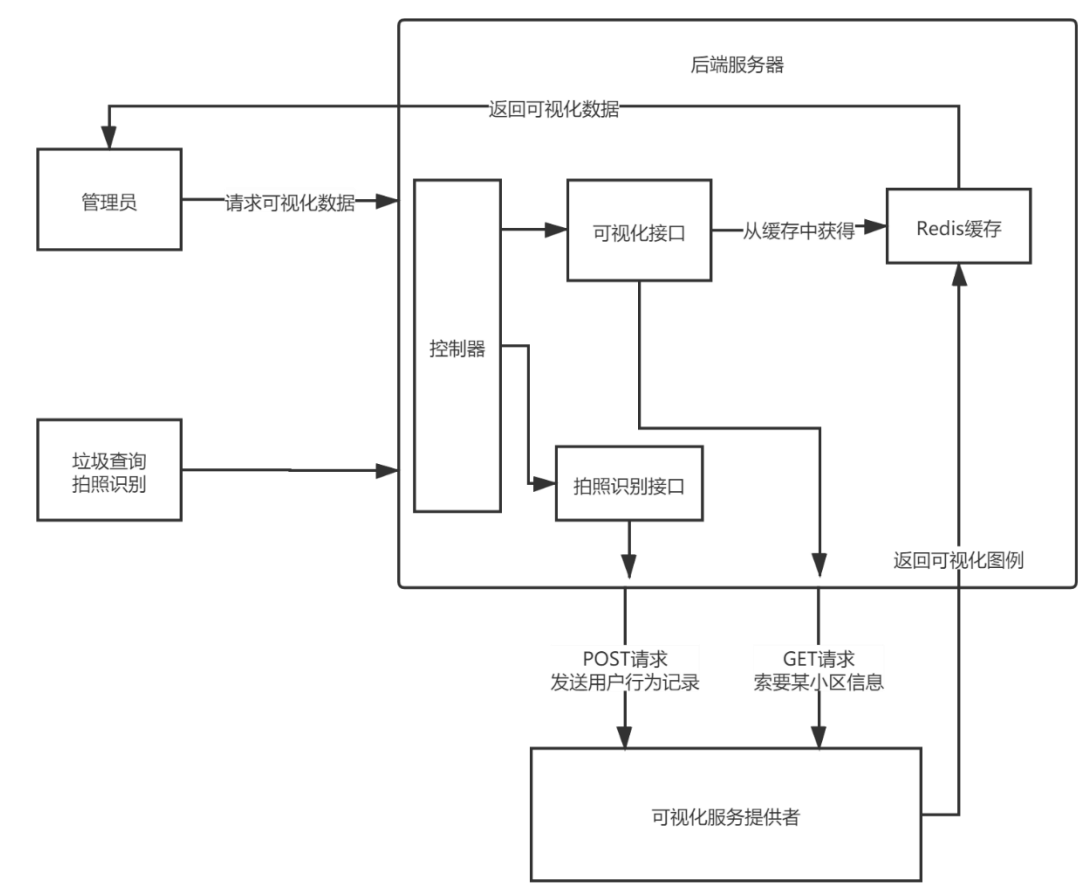 后端服务器
返回可视化数据
管理员
请求可视化数据
可视化接口
从缓存中获得
Redis缓存
控制器
垃圾查询
拍照识别
拍照识别接口
返回可视化图例
POST请求
发送用户行为记录
GET请求
索要某小区信息
可视化服务提供者